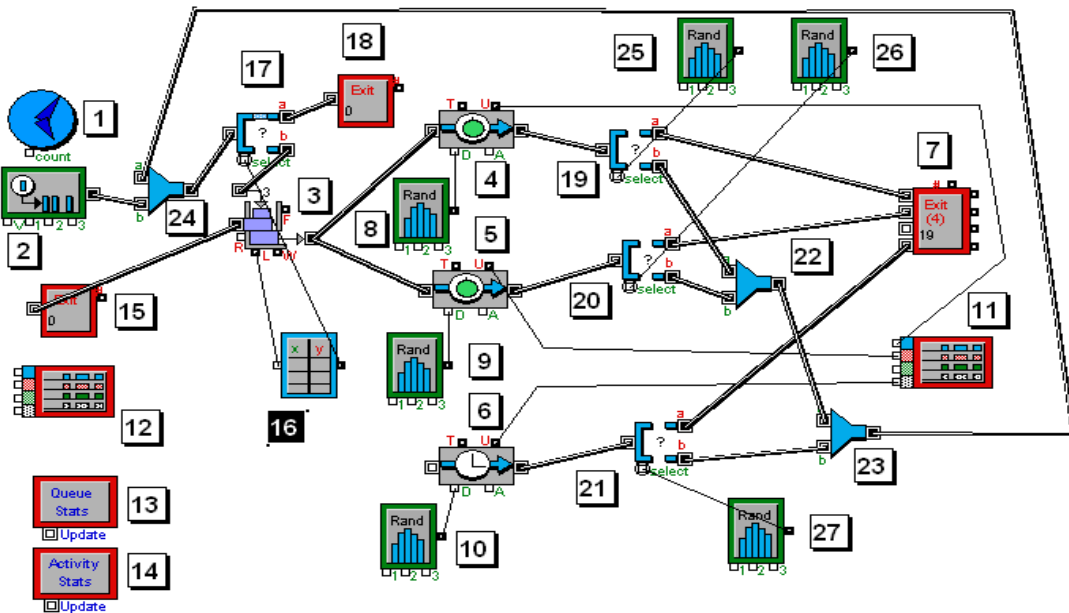 18
Exit
0
#
17
a
?
b
select
25
Rand
1 2 3
Rand
1 2 3
26
1
count
a
b
24
3
3
F
R
L W
T U
D A
4
a
?
b
19
select
7
#
Exit
(4)
19
V 1 2 3
2
8
Rand
1 2 3
5
T U
D A
a
?
b
20
select
a
b
22
Exit
0
#
15
x y
16
9
Rand
1 2 3
11
12
6
T U
D A
a
?
b
21
select
b
23
Queue
Stats
Update
13
10
Rand
1 2 3
Rand
1 2 3
27
Activity
Stats
Update
14